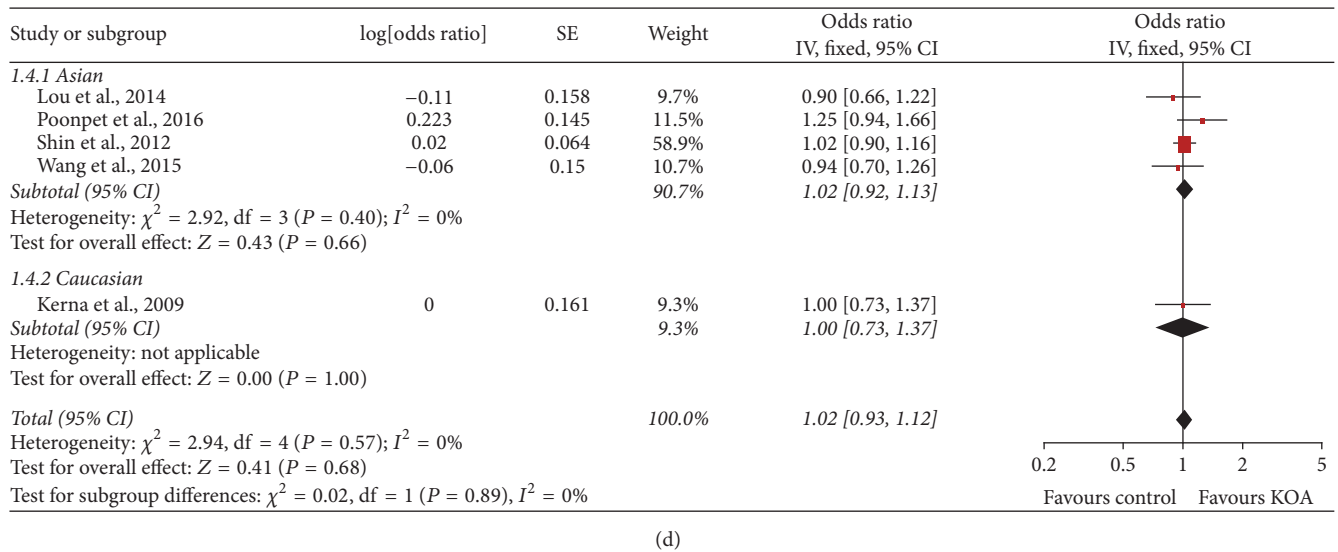 Study or subgroup log[odds ratio] SE Weight Odds ratio IV, fixed, 95% CI Odds ratio IV, fixed, 95% CI
1.4.1 Asian
Lou et al., 2014 −0.11 0.158 9.7% 0.90 [0.66, 1.22]
Poonpet et al., 2016 0.223 0.145 11.5% 1.25 [0.94, 1.66]
Shin et al., 2012 0.02 0.064 58.9% 1.02 [0.90, 1.16]
Wang et al., 2015 −0.06 0.15 10.7% 0.94 [0.70, 1.26]
Subtotal (95% CI) 90.7% 1.02 [0.92, 1.13]
Heterogeneity: χ² = 2.92, df = 3 (P = 0.40); I² = 0%
Test for overall effect: Z = 0.43 (P = 0.66)
1.4.2 Caucasian
Kerna et al., 2009 0 0.161 9.3% 1.00 [0.73, 1.37]
Subtotal (95% CI) 9.3% 1.00 [0.73, 1.37]
Heterogeneity: not applicable
Test for overall effect: Z = 0.00 (P = 1.00)
Total (95% CI) 100.0% 1.02 [0.93, 1.12]
Heterogeneity: χ² = 2.94, df = 4 (P = 0.57); I² = 0%
Test for overall effect: Z = 0.41 (P = 0.68)
Test for subgroup differences: χ² = 0.02, df = 1 (P = 0.89), I² = 0%
0.2 0.5 1 2 5
Favours control Favours KOA
(d)